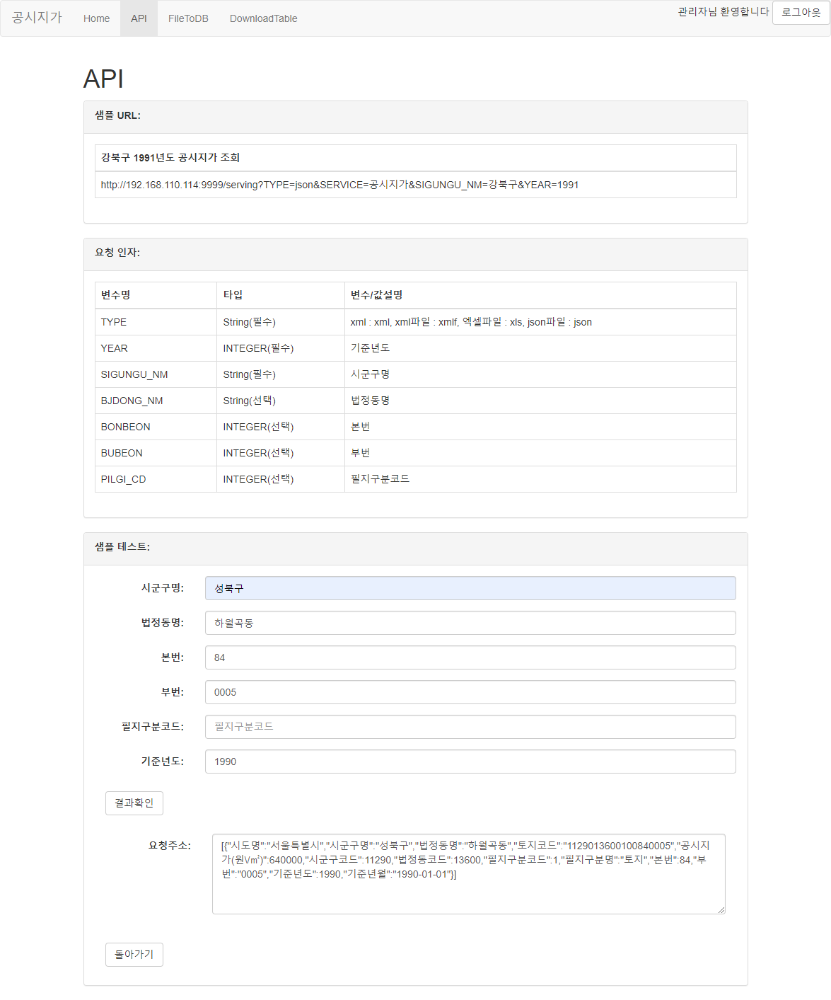 공시지가 Home API FileToDB DownloadTable 관리자님 환영합니다 로그아웃
API
샘플 URL:
강북구 1991년도 공시지가 조회
http://192.168.110.114:9999/serving?TYPE=json&SERVICE=공시지가&SIGUNGU_NM=강북구&YEAR=1991
요청 인자:
변수명 타입 변수/값설명
TYPE String(필수) xml : xml, xml파일 : xmlf, 엑셀파일 : xls, json파일 : json
YEAR INTEGER(필수) 기준년도
SIGUNGU_NM String(필수) 시군구명
BJDONG_NM String(선택) 법정동명
BONBEON INTEGER(선택) 본번
BUBEON INTEGER(선택) 부번
PILGI_CD INTEGER(선택) 필지구분코드
샘플 테스트:
시군구명: 성북구
법정동명: 하월곡동
본번: 84
부번: 0005
필지구분코드: 필지구분코드
기준년도: 1990
결과확인
요청주소: [{"시도명":"서울특별시","시군구명":"성북구","법정동명":"하월곡동","토지코드":"1129013600100840005","공시지
가(원\/㎡)":640000,"시군구코드":11290,"법정동코드":13600,"필지구분코드":1,"필지구분명":"토지","본번":84,"부
번":"0005","기준년도":1990,"기준년월":"1990-01-01"}]
돌아가기